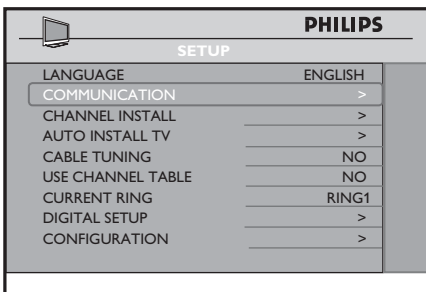 PHILIPS
SETUP
LANGUAGE ENGLISH
COMMUNICATION >
CHANNEL INSTALL >
AUTO INSTALL TV >
CABLE TUNING NO
USE CHANNEL TABLE NO
CURRENT RING RING1
DIGITAL SETUP >
CONFIGURATION >